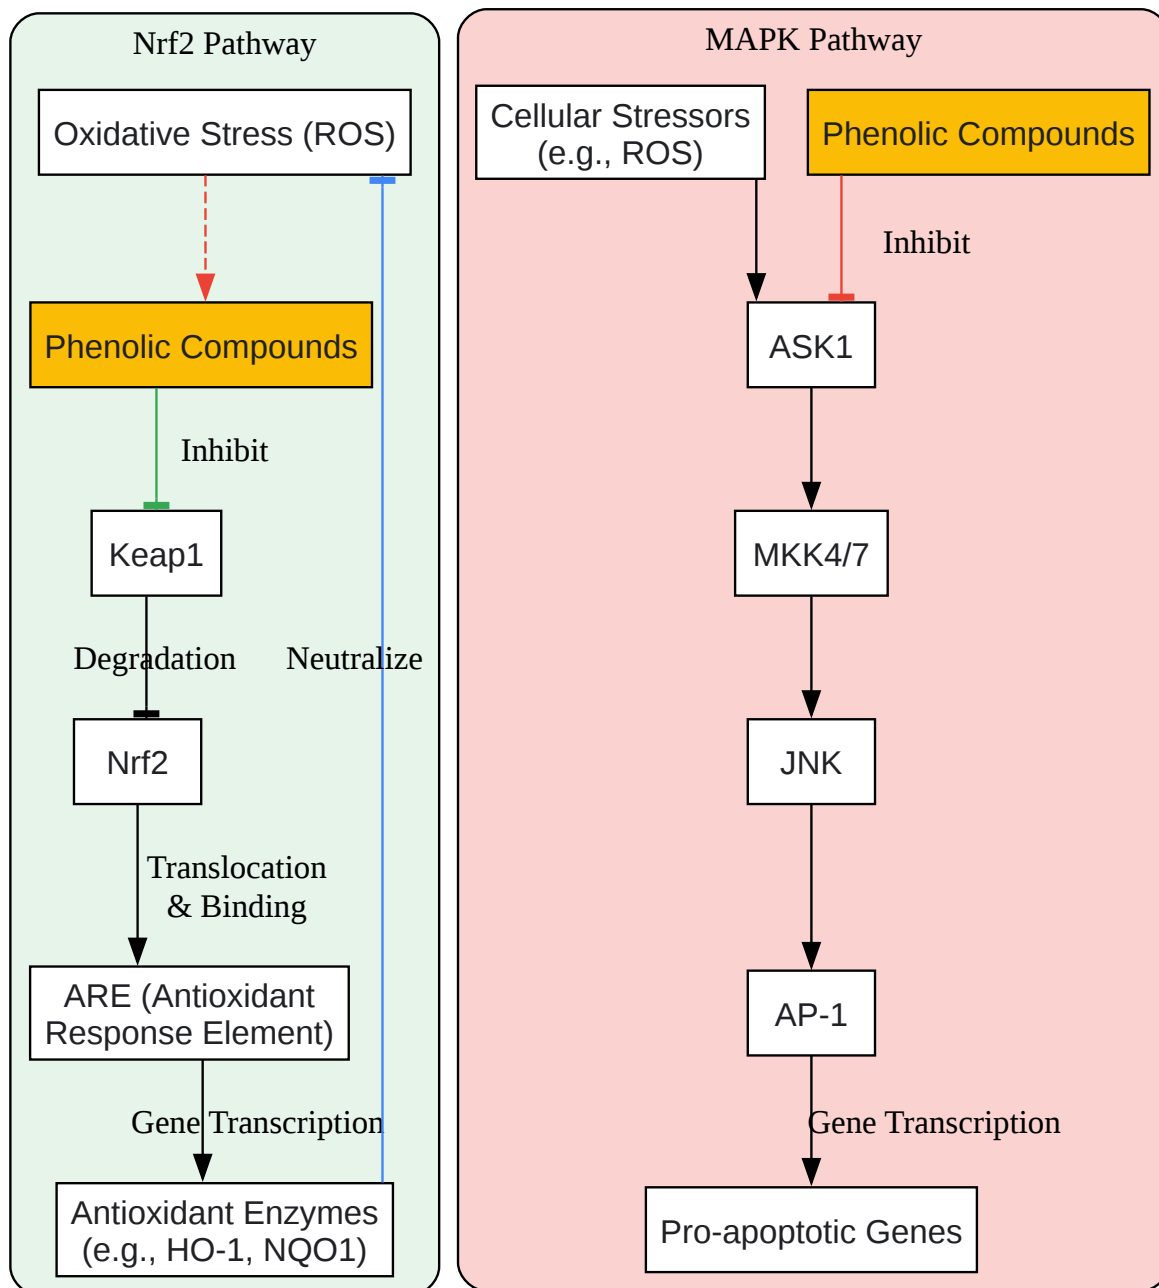 Nrf2 Pathway
Oxidative Stress (ROS)
Phenolic Compounds
Inhibit
Keap1
Degradation
Neutralize
Nrf2
Translocation
& Binding
ARE (Antioxidant
Response Element)
Gene Transcription
Antioxidant Enzymes
(e.g., HO-1, NQO1)
MAPK Pathway
Cellular Stressors
(e.g., ROS)
Phenolic Compounds
Inhibit
ASK1
MKK4/7
JNK
AP-1
Gene Transcription
Pro-apoptotic Genes